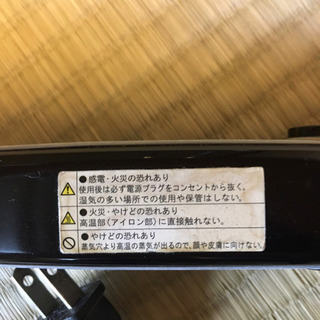 ●感電・火災の恐れあり
使用後は必ず電源プラグをコンセントから抜く。
湿気の多い場所での使用や保管はしない。
●火災・やけどの恐れあり
高温部(アイロン部)に直接触れない。
●やけどの恐れあり
蒸気穴より高温の蒸気が出るので、顔や皮膚に向けない。